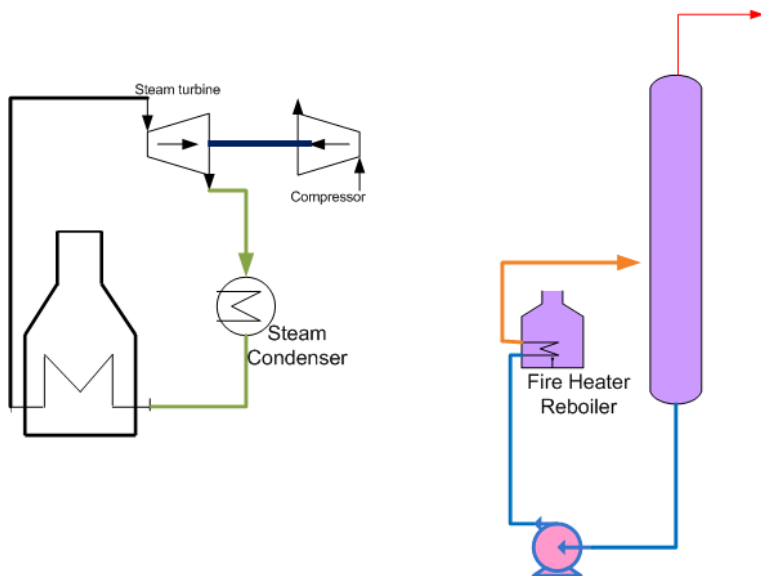 Steam turbine
Compressor
Steam
Condenser
Fire Heater
Reboiler